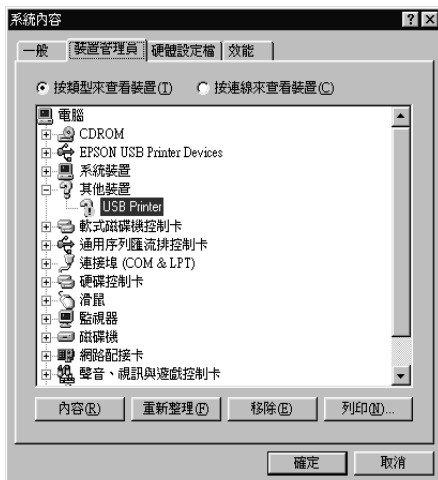 系統內容
一般 裝置管理員 硬體設定檔 效能
按類型來查看裝置(T) 按連線來查看裝置(C)
電腦
CDROM
EPSON USB Printer Devices
系統裝置
其他裝置
USB Printer
軟式磁碟機控制卡
通用序列匯流排控制卡
連接埠 (COM & LPT)
硬碟控制卡
滑鼠
監視器
磁碟機
網路配接卡
聲音、視訊與遊戲控制卡
內容(R) 重新整理(F) 移除(E) 列印(N)...
確定 取消